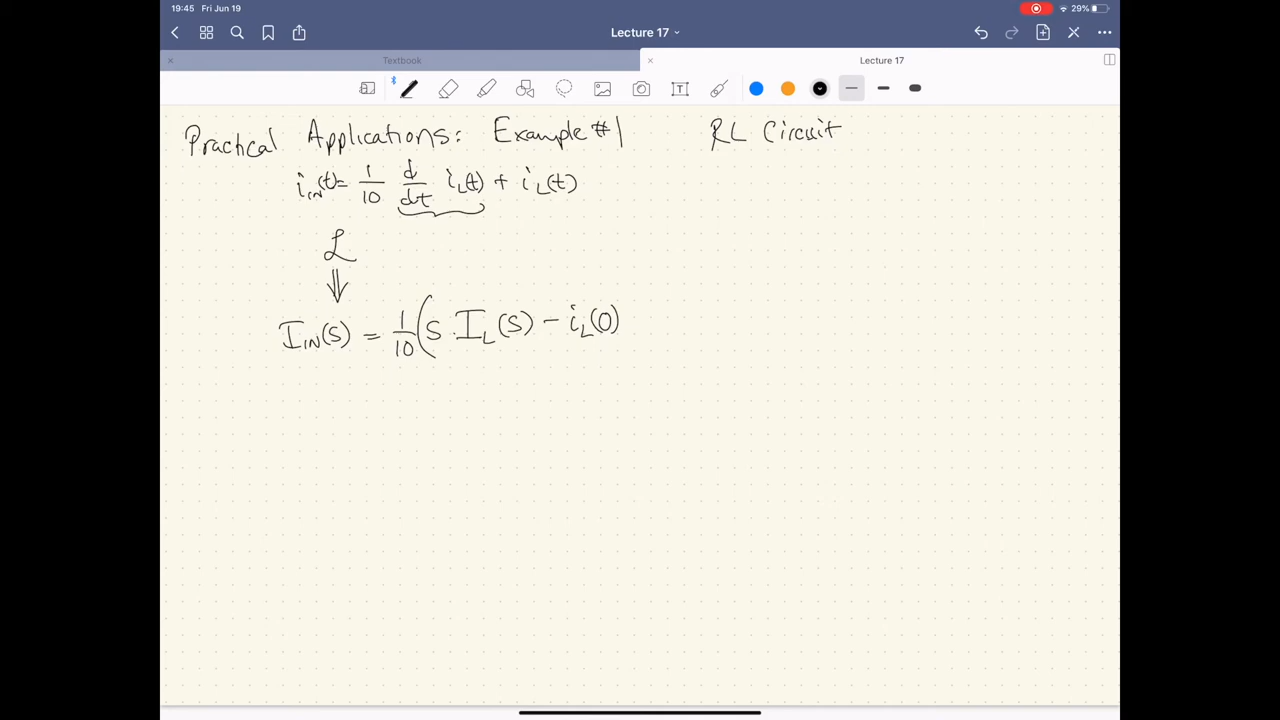 19:45 Fri Jun 19
29%
Lecture 17
Textbook
Lecture 17
T
Practical Applications: Example #1
RL Circuit
i_IN(t) = 1/10 d/dt i_L(t) + i_L(t)
ℒ
⇓
I_IN(S) = 1/10 (S · I_L(S) − i_L(0)